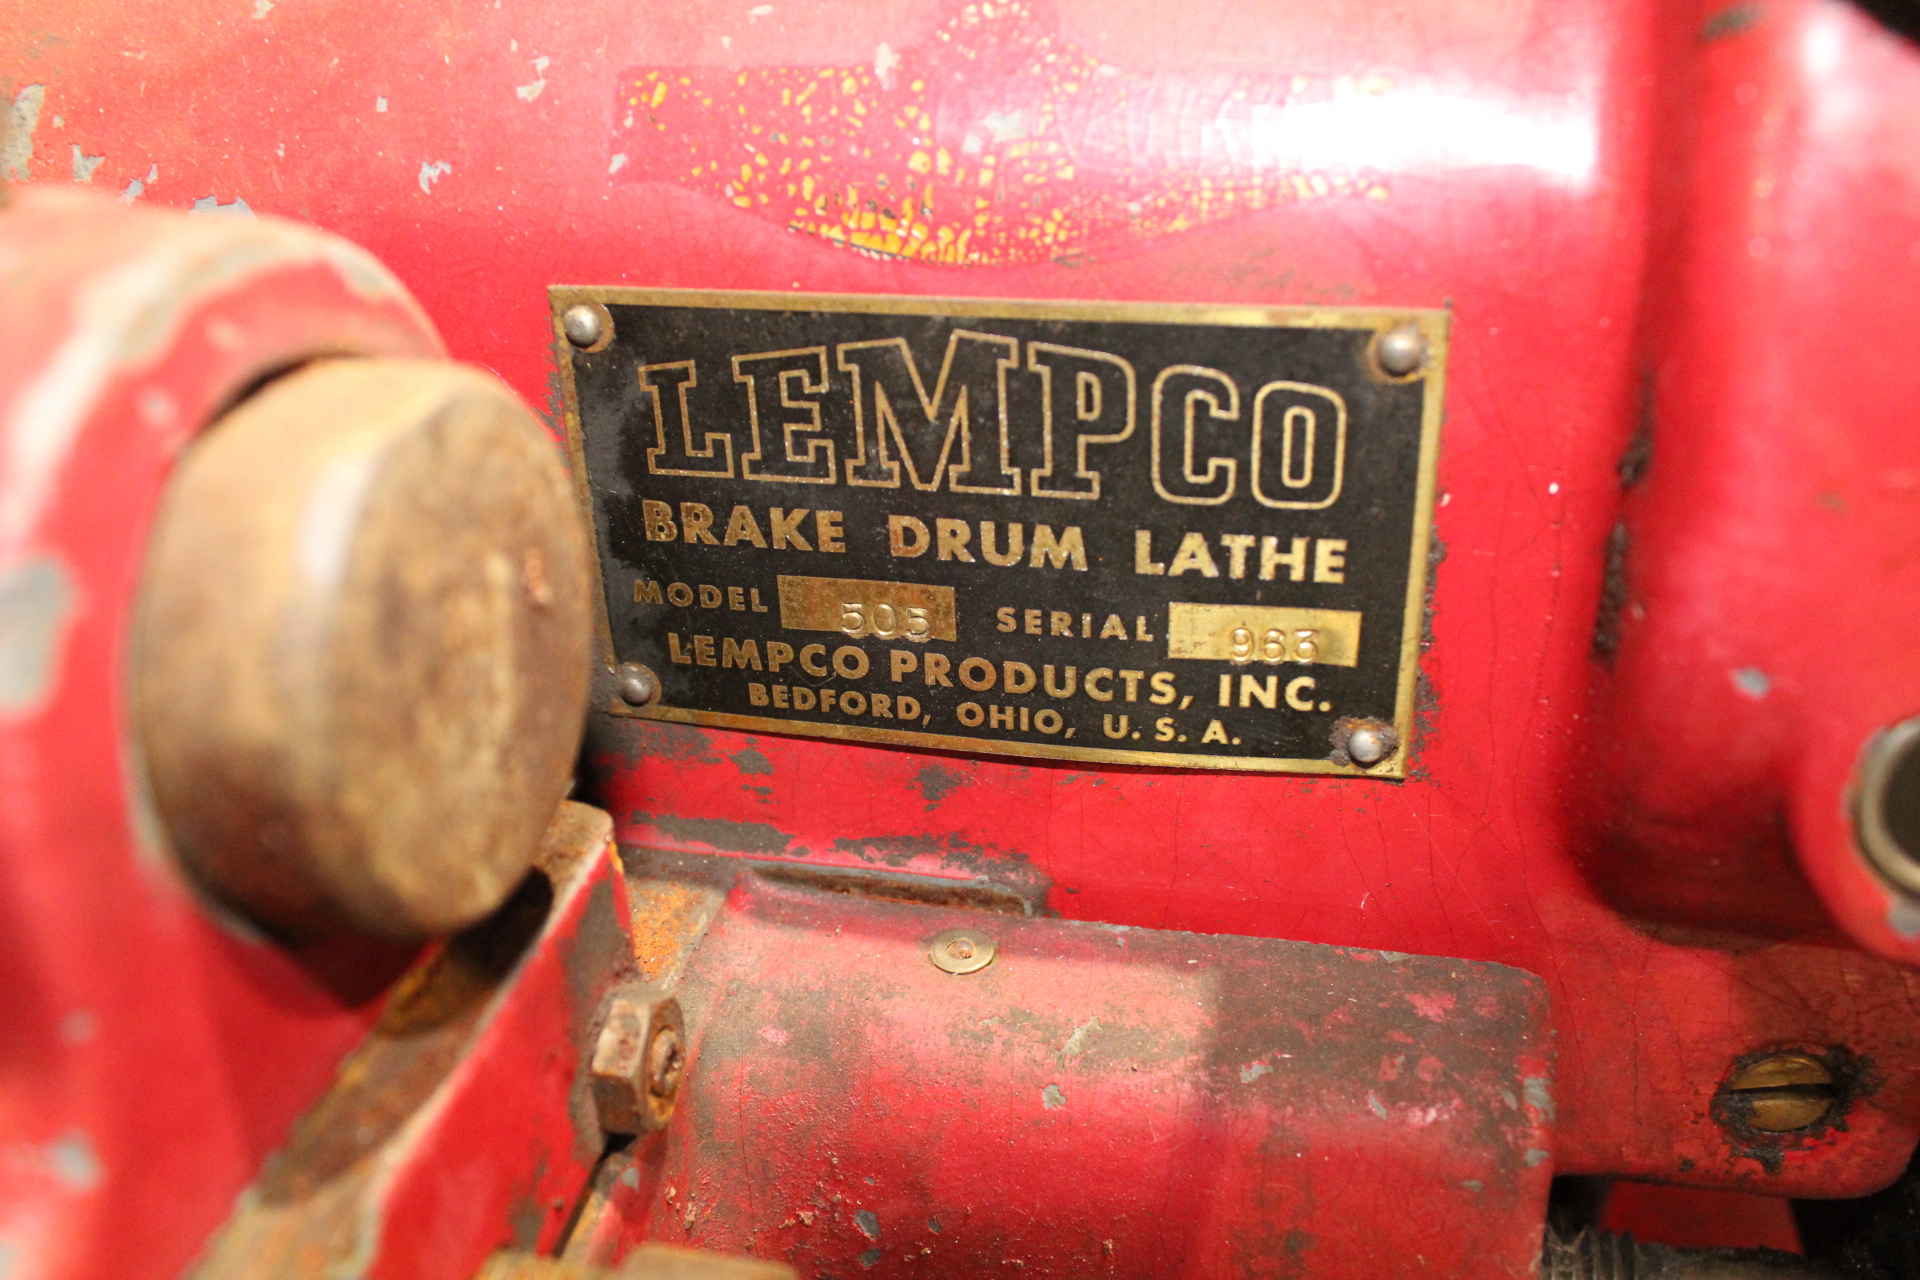 LEMPCO
BRAKE DRUM LATHE
MODEL 505 SERIAL 963
LEMPCO PRODUCTS, INC.
BEDFORD, OHIO, U. S. A.